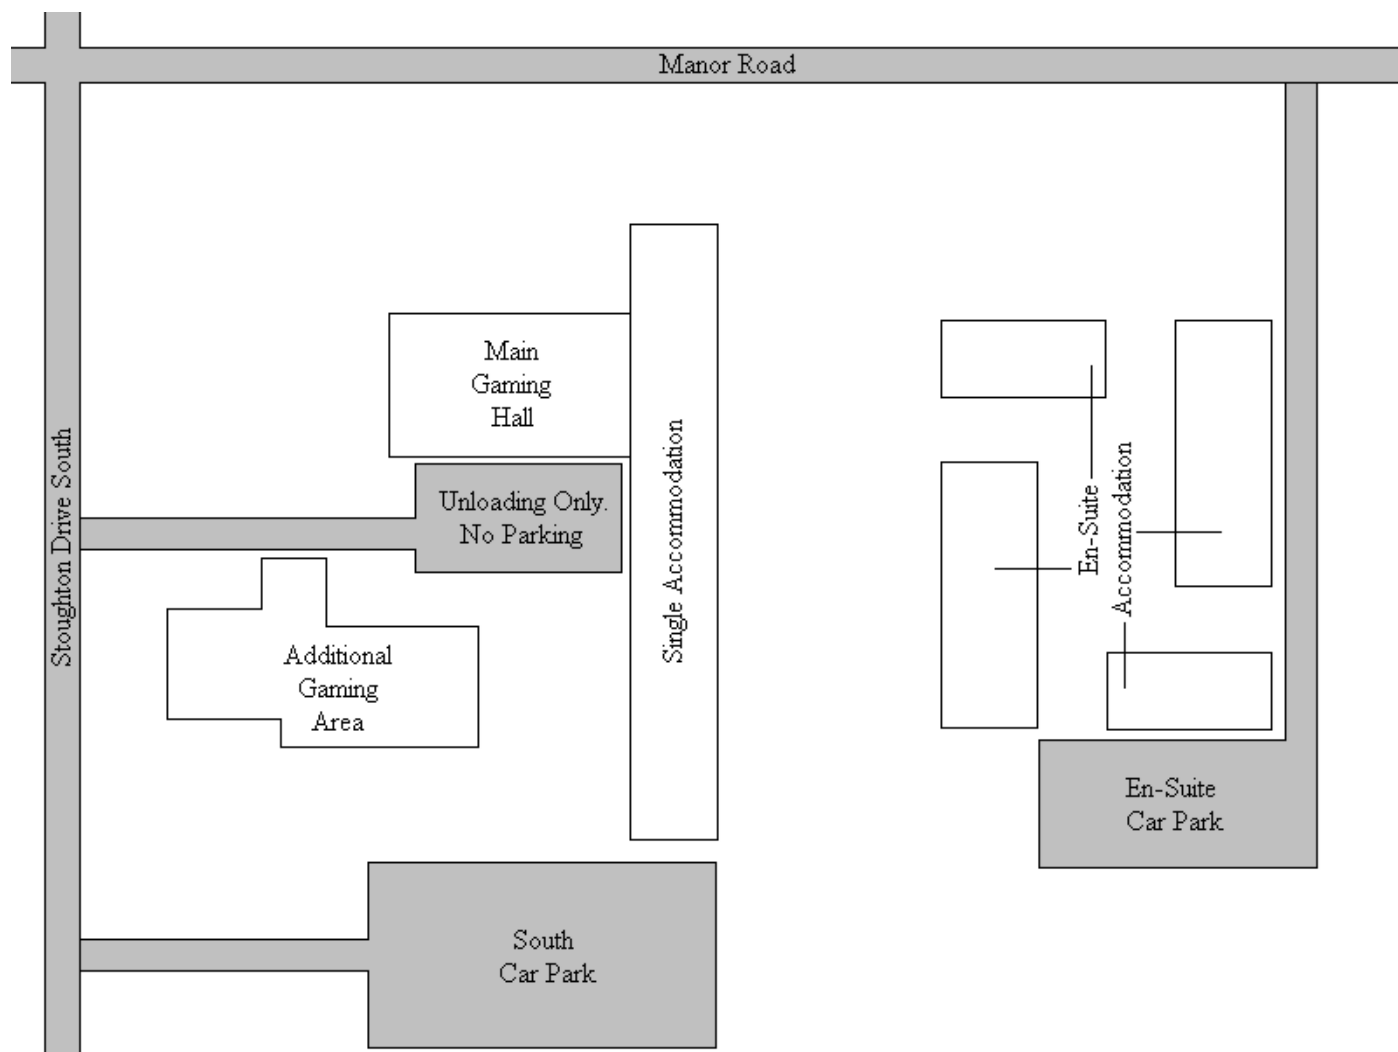 Manor Road
Stoughton Drive South
Main
Gaming
Hall
Unloading Only.
No Parking
Single Accommodation
Additional
Gaming
Area
En-Suite
Accommodation
En-Suite
Car Park
South
Car Park